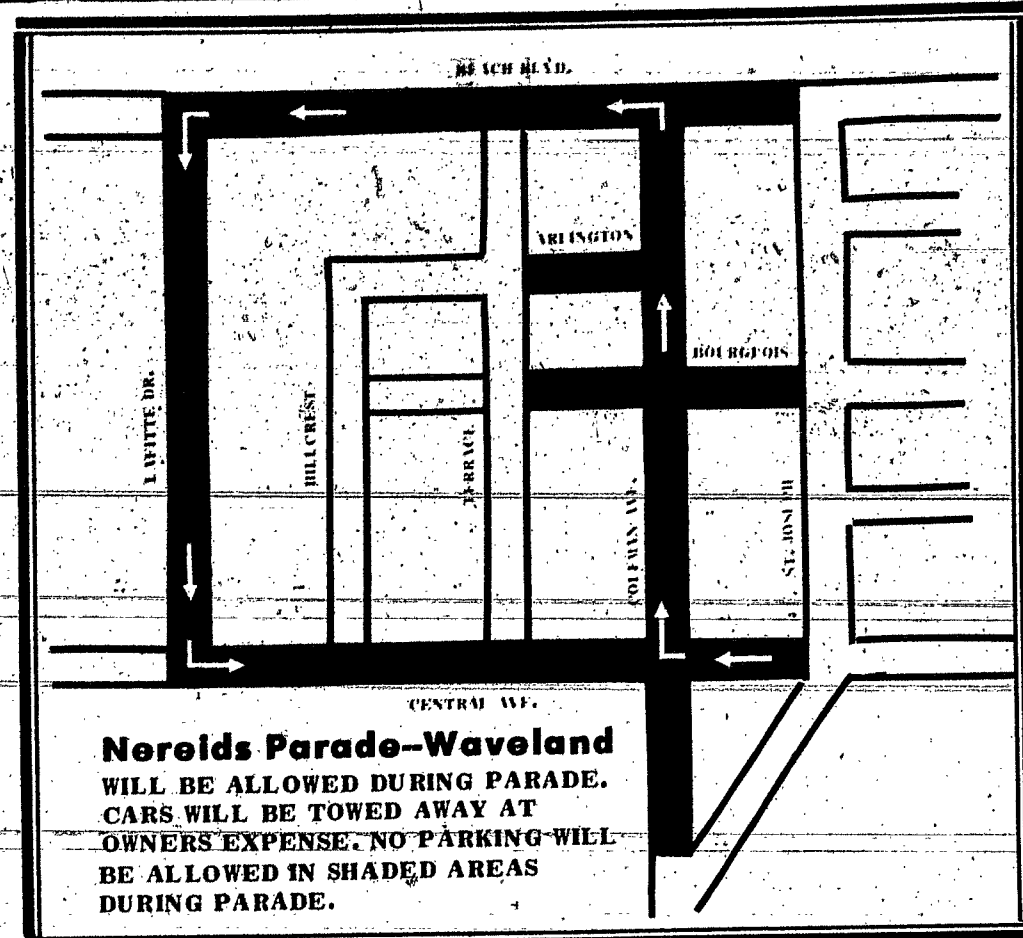 BEACH BLVD.
ARLINGTON
BOURGEOIS
LAFITTE DR.
HILLCREST
TERRACE
COLEMAN AVE.
ST. JOSEPH
CENTRAL AVE.
Nereids Parade--Waveland
WILL BE ALLOWED DURING PARADE.
CARS WILL BE TOWED AWAY AT
OWNERS EXPENSE. NO PARKING WILL
BE ALLOWED IN SHADED AREAS
DURING PARADE.